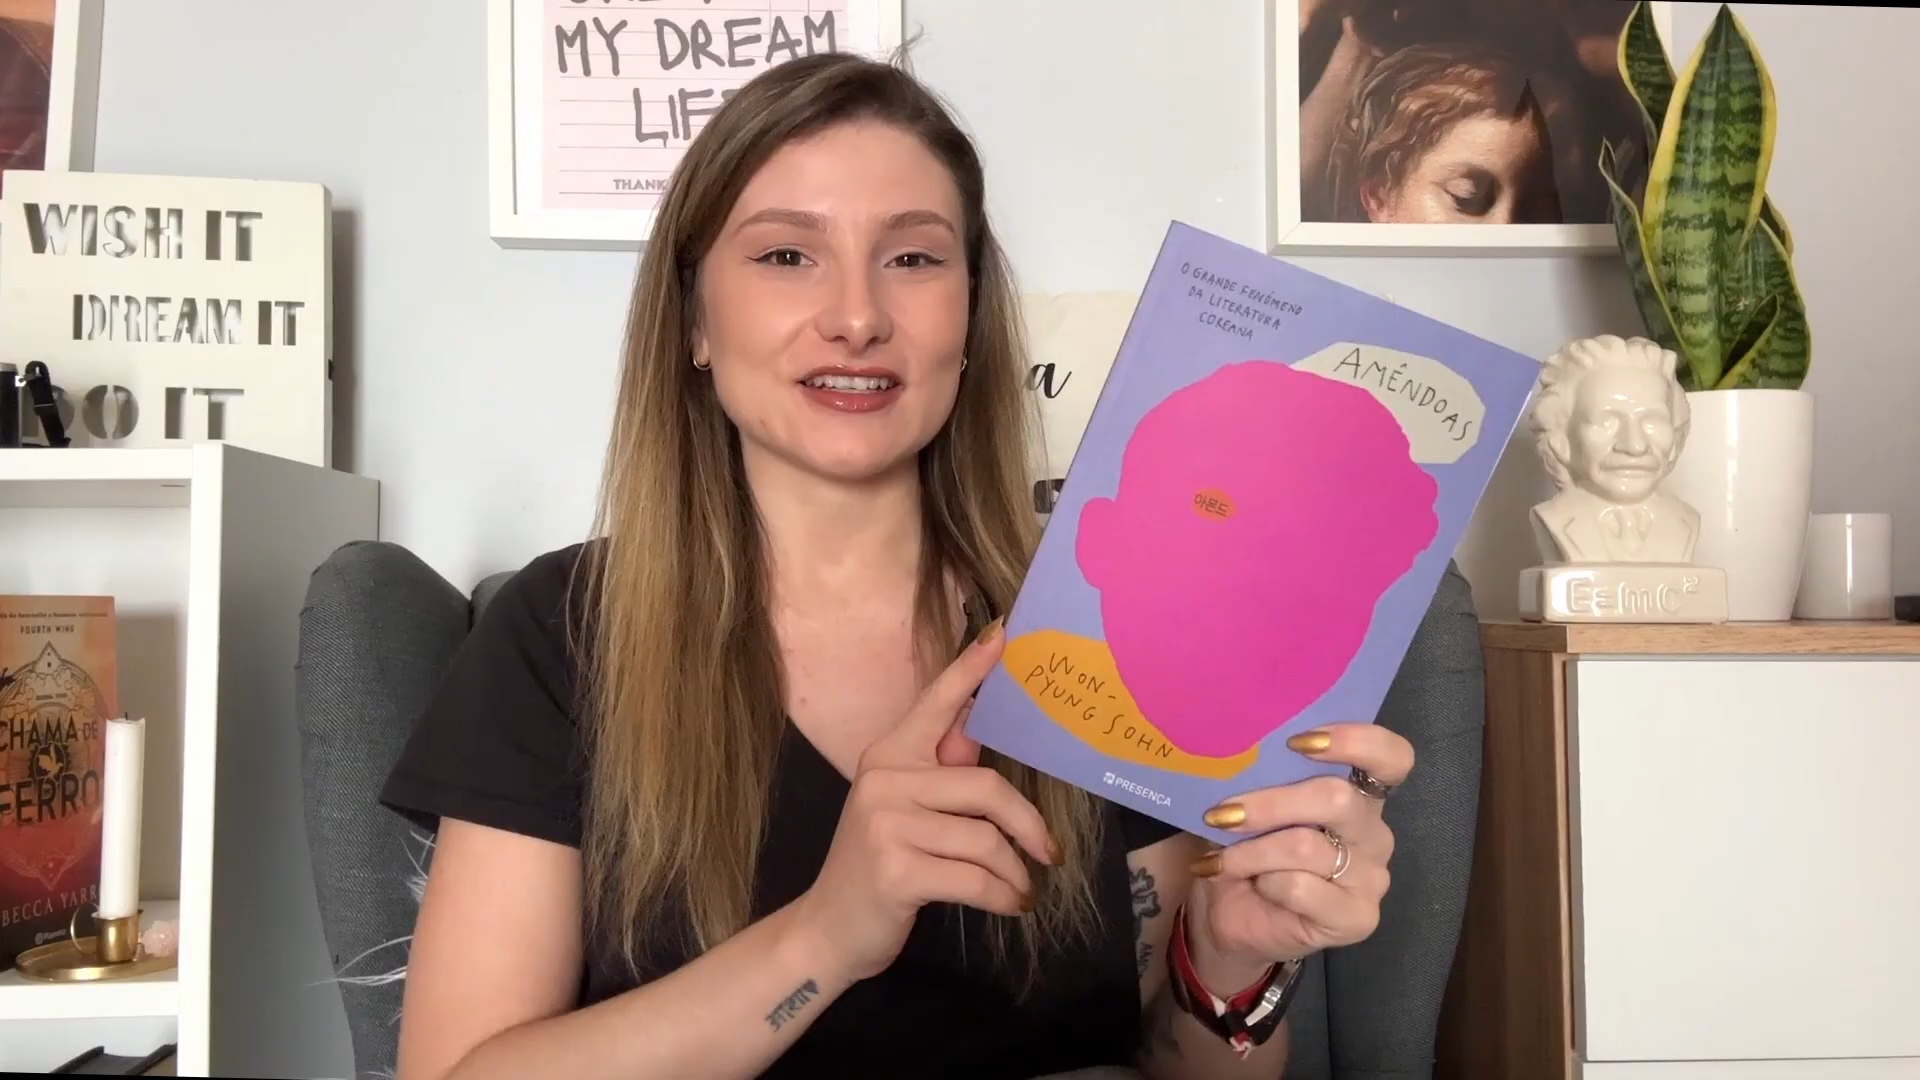 MY DREAM
THANK
WISH IT
DREAM IT
DO IT
O GRANDE FENÓMENO
DA LITERATURA
COREANA
AMÊNDOAS
아몬드
WON-
PYUNG SOHN
PRESENÇA
E=mc²
FOURTH WING
CHAMA DE
FERRO
BECCA YARR
Planeta
a